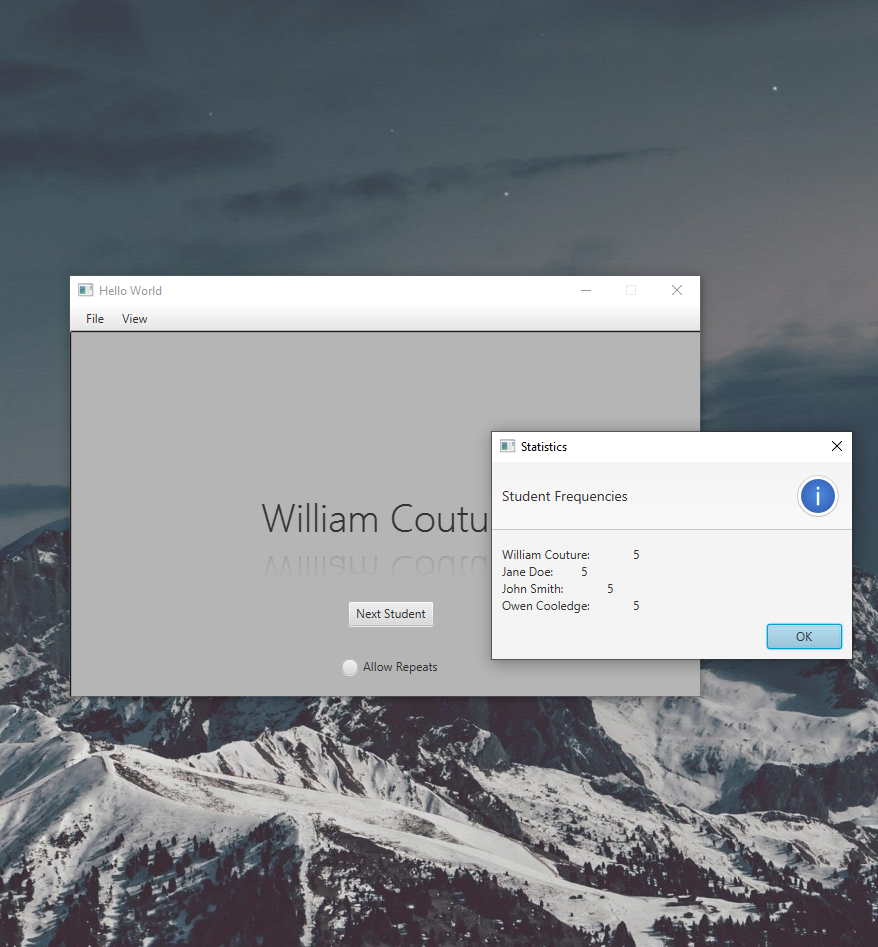 Hello World
File View
William Coutu
Next Student
Allow Repeats
Statistics
Student Frequencies
William Couture: 5
Jane Doe: 5
John Smith: 5
Owen Cooledge: 5
OK